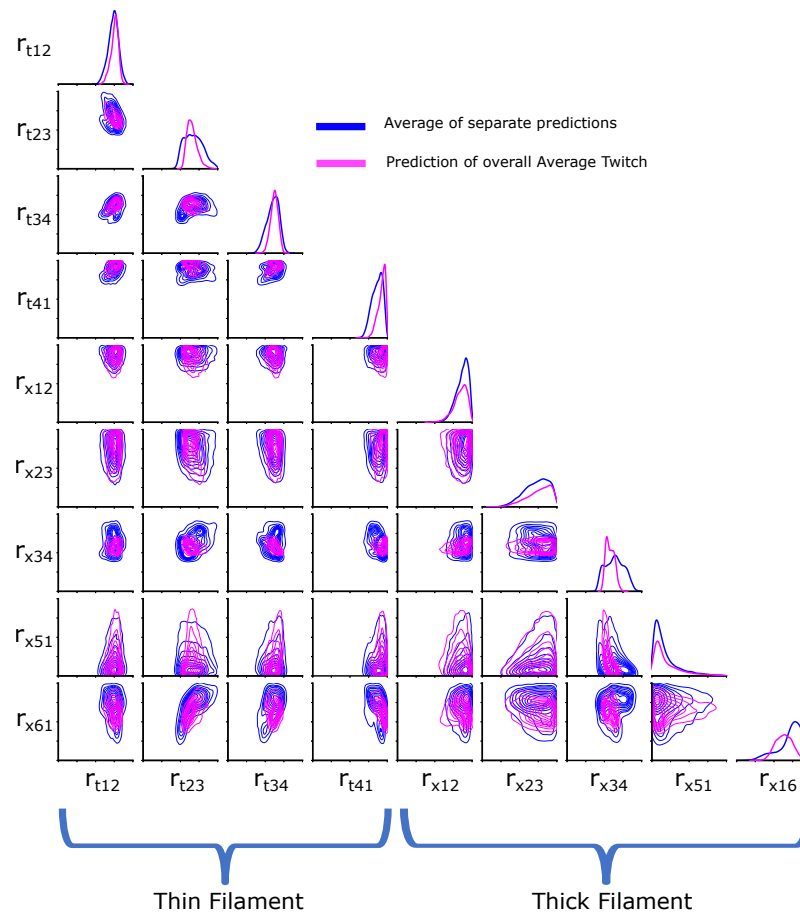 r_t12
r_t23
Average of separate predictions
Prediction of overall Average Twitch
r_t34
r_t41
r_x12
r_x23
r_x34
r_x51
r_x61
r_t12 r_t23 r_t34 r_t41 r_x12 r_x23 r_x34 r_x51 r_x16
Thin Filament Thick Filament